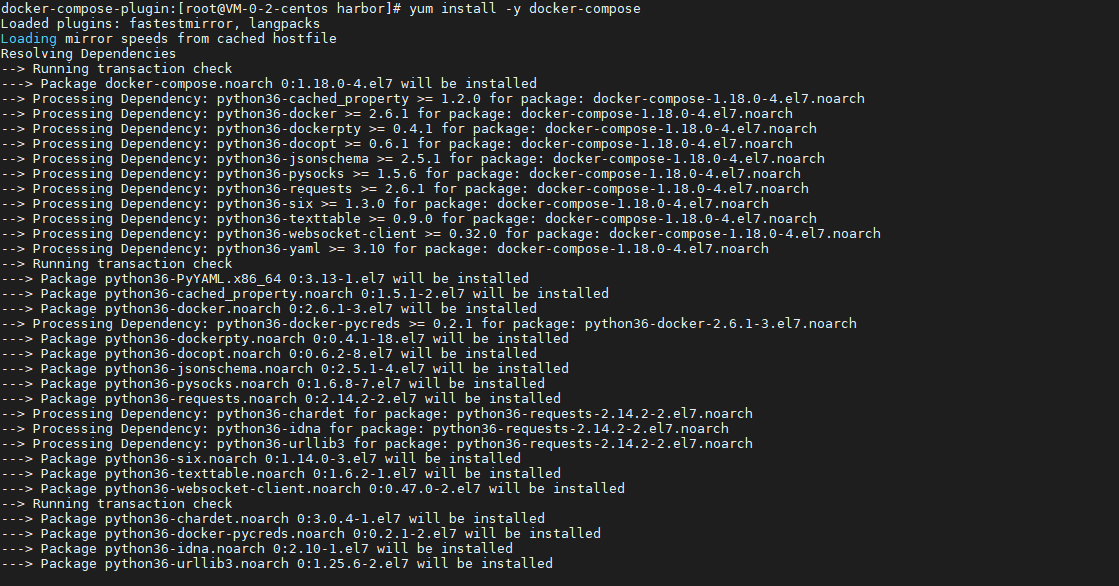 docker-compose-plugin:[root@VM-0-2-centos harbor]# yum install -y docker-compose
Loaded plugins: fastestmirror, langpacks
Loading mirror speeds from cached hostfile
Resolving Dependencies
--> Running transaction check
---> Package docker-compose.noarch 0:1.18.0-4.el7 will be installed
--> Processing Dependency: python36-cached_property >= 1.2.0 for package: docker-compose-1.18.0-4.el7.noarch
--> Processing Dependency: python36-docker >= 2.6.1 for package: docker-compose-1.18.0-4.el7.noarch
--> Processing Dependency: python36-dockerpty >= 0.4.1 for package: docker-compose-1.18.0-4.el7.noarch
--> Processing Dependency: python36-docopt >= 0.6.1 for package: docker-compose-1.18.0-4.el7.noarch
--> Processing Dependency: python36-jsonschema >= 2.5.1 for package: docker-compose-1.18.0-4.el7.noarch
--> Processing Dependency: python36-pysocks >= 1.5.6 for package: docker-compose-1.18.0-4.el7.noarch
--> Processing Dependency: python36-requests >= 2.6.1 for package: docker-compose-1.18.0-4.el7.noarch
--> Processing Dependency: python36-six >= 1.3.0 for package: docker-compose-1.18.0-4.el7.noarch
--> Processing Dependency: python36-texttable >= 0.9.0 for package: docker-compose-1.18.0-4.el7.noarch
--> Processing Dependency: python36-websocket-client >= 0.32.0 for package: docker-compose-1.18.0-4.el7.noarch
--> Processing Dependency: python36-yaml >= 3.10 for package: docker-compose-1.18.0-4.el7.noarch
--> Running transaction check
---> Package python36-PyYAML.x86_64 0:3.13-1.el7 will be installed
---> Package python36-cached_property.noarch 0:1.5.1-2.el7 will be installed
---> Package python36-docker.noarch 0:2.6.1-3.el7 will be installed
--> Processing Dependency: python36-docker-pycreds >= 0.2.1 for package: python36-docker-2.6.1-3.el7.noarch
---> Package python36-dockerpty.noarch 0:0.4.1-18.el7 will be installed
---> Package python36-docopt.noarch 0:0.6.2-8.el7 will be installed
---> Package python36-jsonschema.noarch 0:2.5.1-4.el7 will be installed
---> Package python36-pysocks.noarch 0:1.6.8-7.el7 will be installed
---> Package python36-requests.noarch 0:2.14.2-2.el7 will be installed
--> Processing Dependency: python36-chardet for package: python36-requests-2.14.2-2.el7.noarch
--> Processing Dependency: python36-idna for package: python36-requests-2.14.2-2.el7.noarch
--> Processing Dependency: python36-urllib3 for package: python36-requests-2.14.2-2.el7.noarch
---> Package python36-six.noarch 0:1.14.0-3.el7 will be installed
---> Package python36-texttable.noarch 0:1.6.2-1.el7 will be installed
---> Package python36-websocket-client.noarch 0:0.47.0-2.el7 will be installed
--> Running transaction check
---> Package python36-chardet.noarch 0:3.0.4-1.el7 will be installed
---> Package python36-docker-pycreds.noarch 0:0.2.1-2.el7 will be installed
---> Package python36-idna.noarch 0:2.10-1.el7 will be installed
---> Package python36-urllib3.noarch 0:1.25.6-2.el7 will be installed